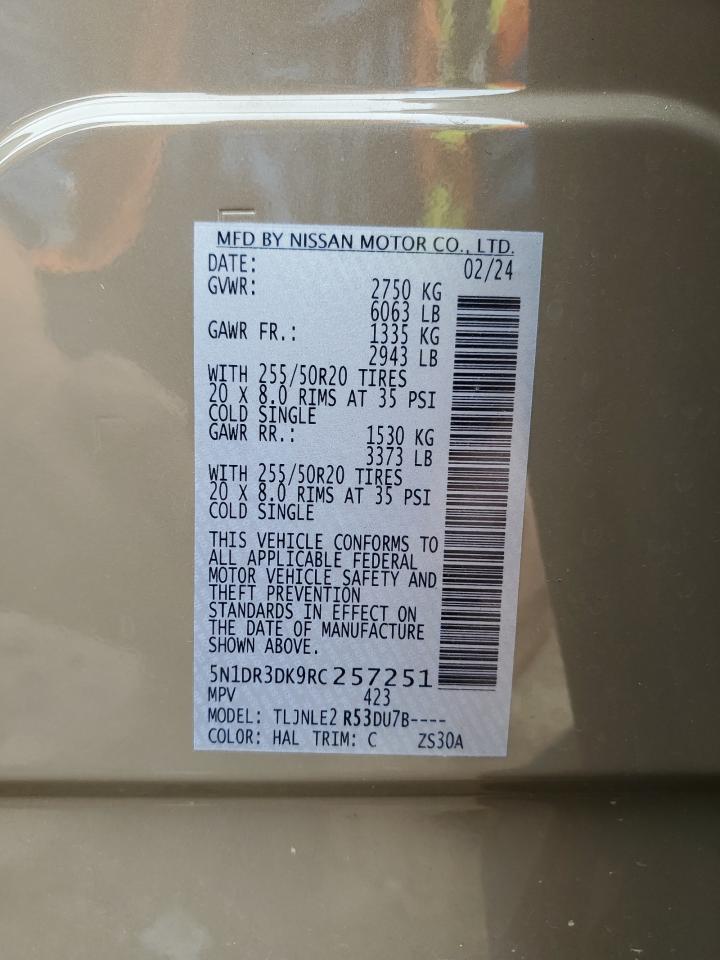 MFD BY NISSAN MOTOR CO., LTD.
DATE: 02/24
GVWR: 2750 KG
6063 LB
GAWR FR.: 1335 KG
2943 LB
WITH 255/50R20 TIRES
20 X 8.0 RIMS AT 35 PSI
COLD SINGLE
GAWR RR.: 1530 KG
3373 LB
WITH 255/50R20 TIRES
20 X 8.0 RIMS AT 35 PSI
COLD SINGLE
THIS VEHICLE CONFORMS TO
ALL APPLICABLE FEDERAL
MOTOR VEHICLE SAFETY AND
THEFT PREVENTION
STANDARDS IN EFFECT ON
THE DATE OF MANUFACTURE
SHOWN ABOVE.
5N1DR3DK9RC257251
MPV 423
MODEL: TLJNLE2 R53DU7B----
COLOR: HAL TRIM: C ZS30A